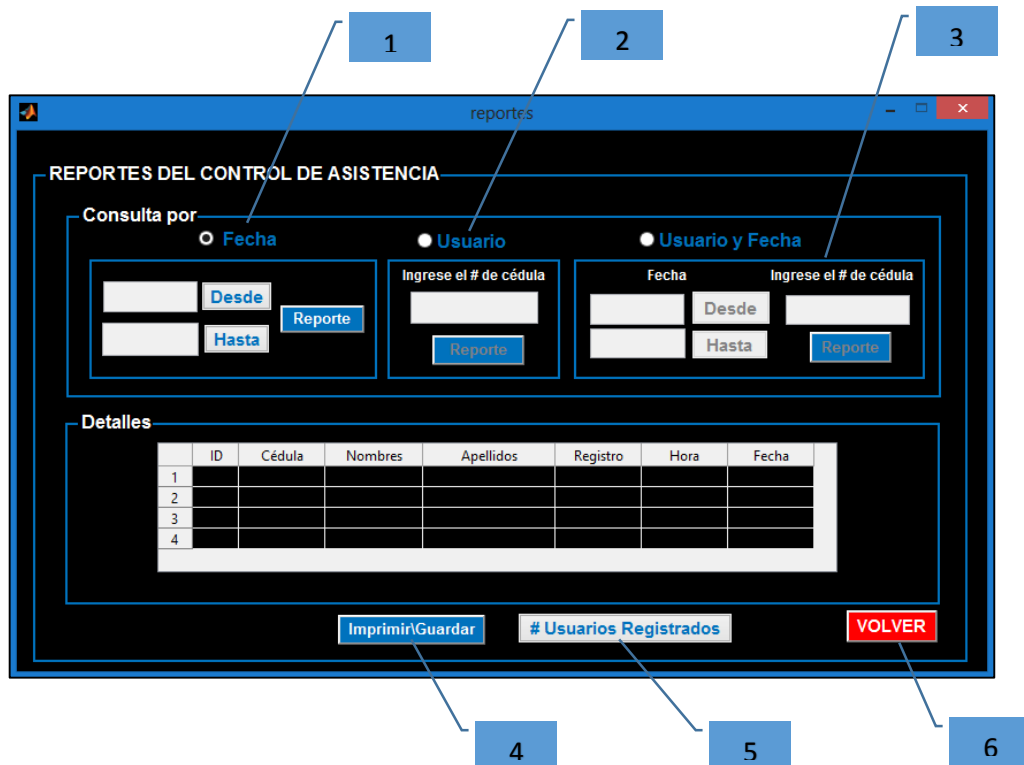 1
2
3
reportes
REPORTES DEL CONTROL DE ASISTENCIA
Consulta por
Fecha
Usuario
Usuario y Fecha
Desde
Hasta
Reporte
Ingrese el # de cédula
Reporte
Fecha
Ingrese el # de cédula
Desde
Hasta
Reporte
Detalles
ID Cédula Nombres Apellidos Registro Hora Fecha
1
2
3
4
Imprimir\Guardar
# Usuarios Registrados
VOLVER
4
5
6